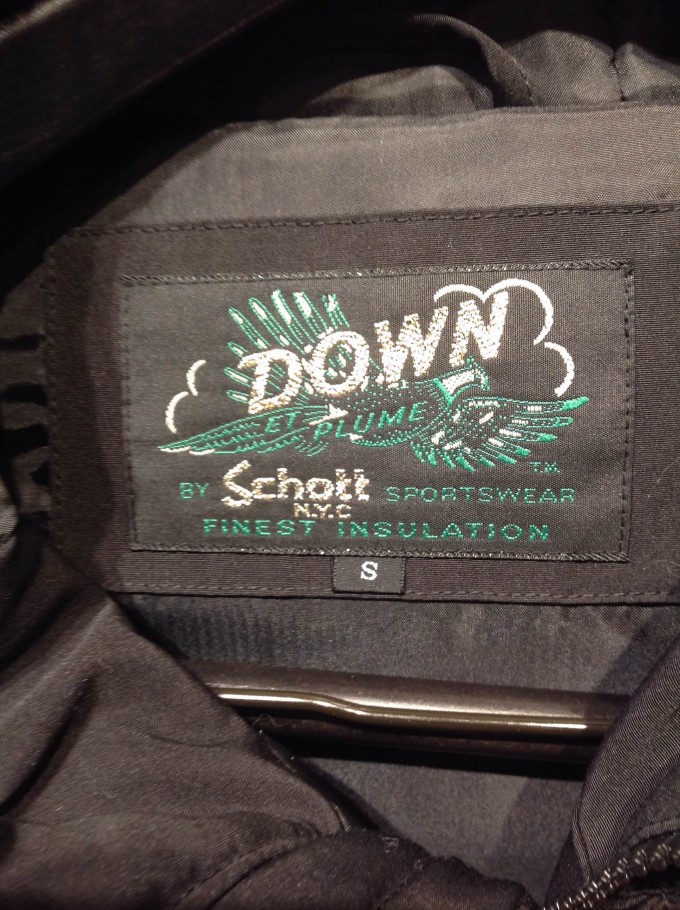 DOWN
ET PLUME
T.M.
BY Schott SPORTSWEAR
N.Y.C
FINEST INSULATION
S